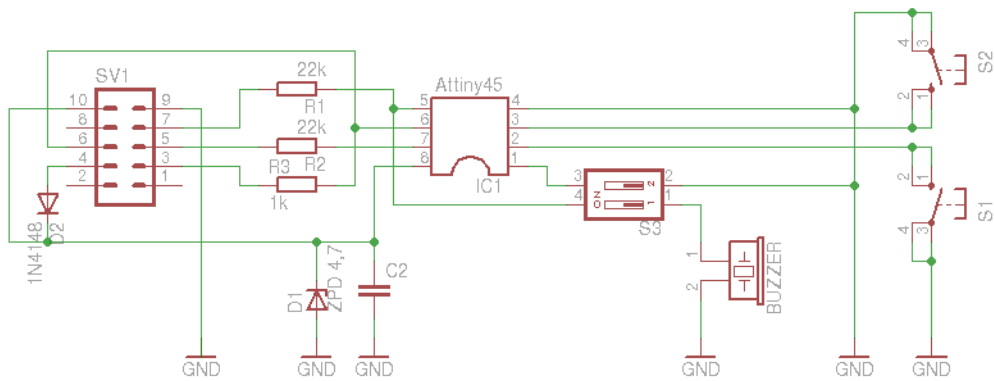 SV1
10
9
8
7
6
5
4
3
2
1
22k
R1
22k
R3
R2
1k
Attiny45
5
4
6
3
7
2
8
1
IC1
3
2
4
1
ON
2
1
S3
1
2
BUZZER
4
3
2
1
S2
2
1
4
3
S1
1N4148
D2
D1
ZPD 4,7
C2
GND
GND
GND
GND
GND
GND